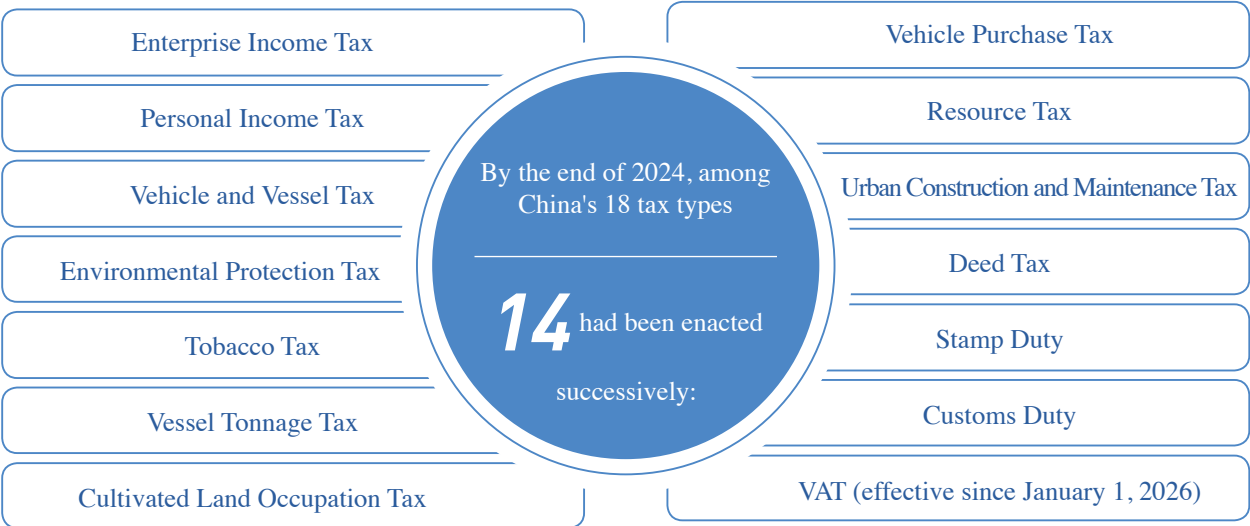 Enterprise Income Tax
Personal Income Tax
Vehicle and Vessel Tax
Environmental Protection Tax
Tobacco Tax
Vessel Tonnage Tax
Cultivated Land Occupation Tax
By the end of 2024, among
China's 18 tax types
14 had been enacted
successively:
Vehicle Purchase Tax
Resource Tax
Urban Construction and Maintenance Tax
Deed Tax
Stamp Duty
Customs Duty
VAT (effective since January 1, 2026)